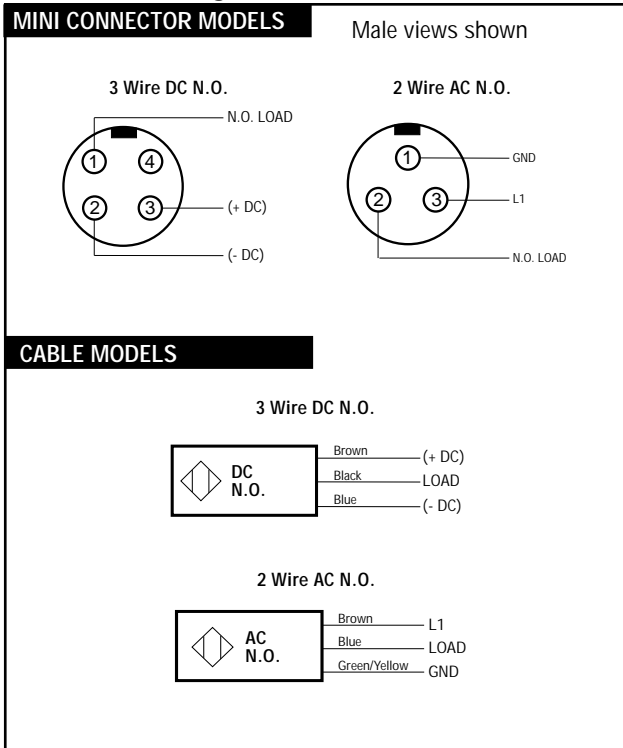 MINI CONNECTOR MODELS
Male views shown
3 Wire DC N.O.
2 Wire AC N.O.
N.O. LOAD
1
4
2
3
(+ DC)
(- DC)
1
GND
2
3
L1
N.O. LOAD
CABLE MODELS
3 Wire DC N.O.
DC
N.O.
Brown
(+ DC)
Black
LOAD
Blue
(- DC)
2 Wire AC N.O.
AC
N.O.
Brown
L1
Blue
LOAD
Green/Yellow
GND